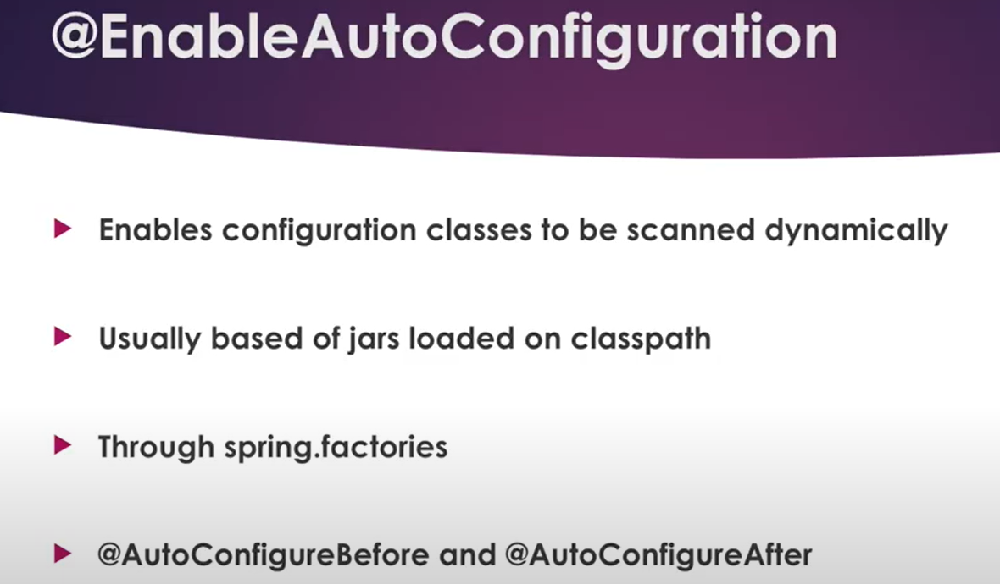 @EnableAutoConfiguration
Enables configuration classes to be scanned dynamically
Usually based of jars loaded on classpath
Through spring.factories
@AutoConfigureBefore and @AutoConfigureAfter